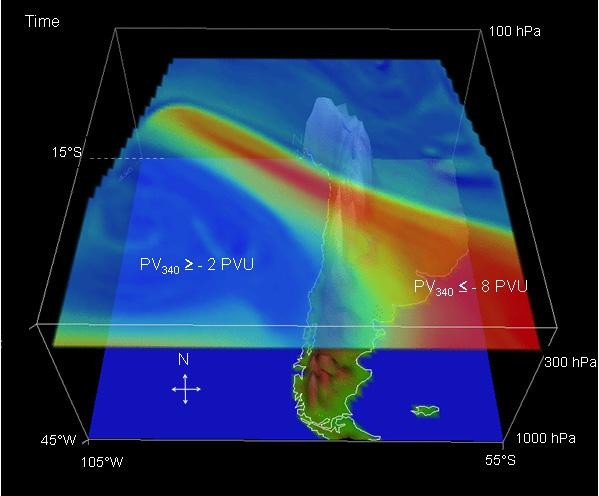 Time
100 hPa
15°S
PV340 ≥ - 2 PVU
PV340 ≤ - 8 PVU
N
300 hPa
45°W
1000 hPa
105°W
55°S